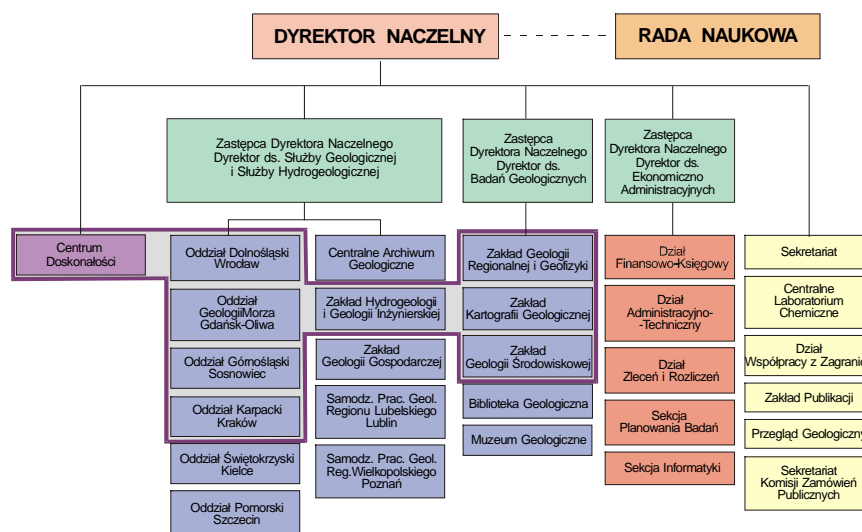 DYREKTOR NACZELNY
RADA NAUKOWA
Zastępca Dyrektora Naczelnego
Dyrektor ds. Służby Geologicznej
i Służby Hydrogeologicznej
Zastępca
Dyrektora Naczelnego
Dyrektor ds.
Badań Geologicznych
Zastępca
Dyrektora Naczelnego
Dyrektor ds.
Ekonomiczno
Administracyjnych
Centrum
Doskonałości
Oddział Dolnośląski
Wrocław
Oddział
GeologiiMorza
Gdańsk-Oliwa
Oddział Górnośląski
Sosnowiec
Oddział Karpacki
Kraków
Oddział Świętokrzyski
Kielce
Oddział Pomorski
Szczecin
Centralne Archiwum
Geologiczne
Zakład Hydrogeologii
i Geologii Inżynierskiej
Zakład
Geologii Gospodarczej
Samodz. Prac. Geol.
Regionu Lubelskiego
Lublin
Samodz. Prac. Geol.
Reg.Wielkopolskiego
Poznań
Zakład Geologii
Regionalnej i Geofizyki
Zakład
Kartografii Geologicznej
Zakład
Geologii Środowiskowej
Biblioteka Geologiczna
Muzeum Geologiczne
Dział
Finansowo-Księgowy
Dział
Administracyjno-
-Techniczny
Dział
Zleceń i Rozliczeń
Sekcja
Planowania Badań
Sekcja Informatyki
Sekretariat
Centralne
Laboratorium
Chemiczne
Dział
Współpracy z Zagranic
Zakład Publikacji
Przegląd Geologiczny
Sekretariat
Komisji Zamówień
Publicznych